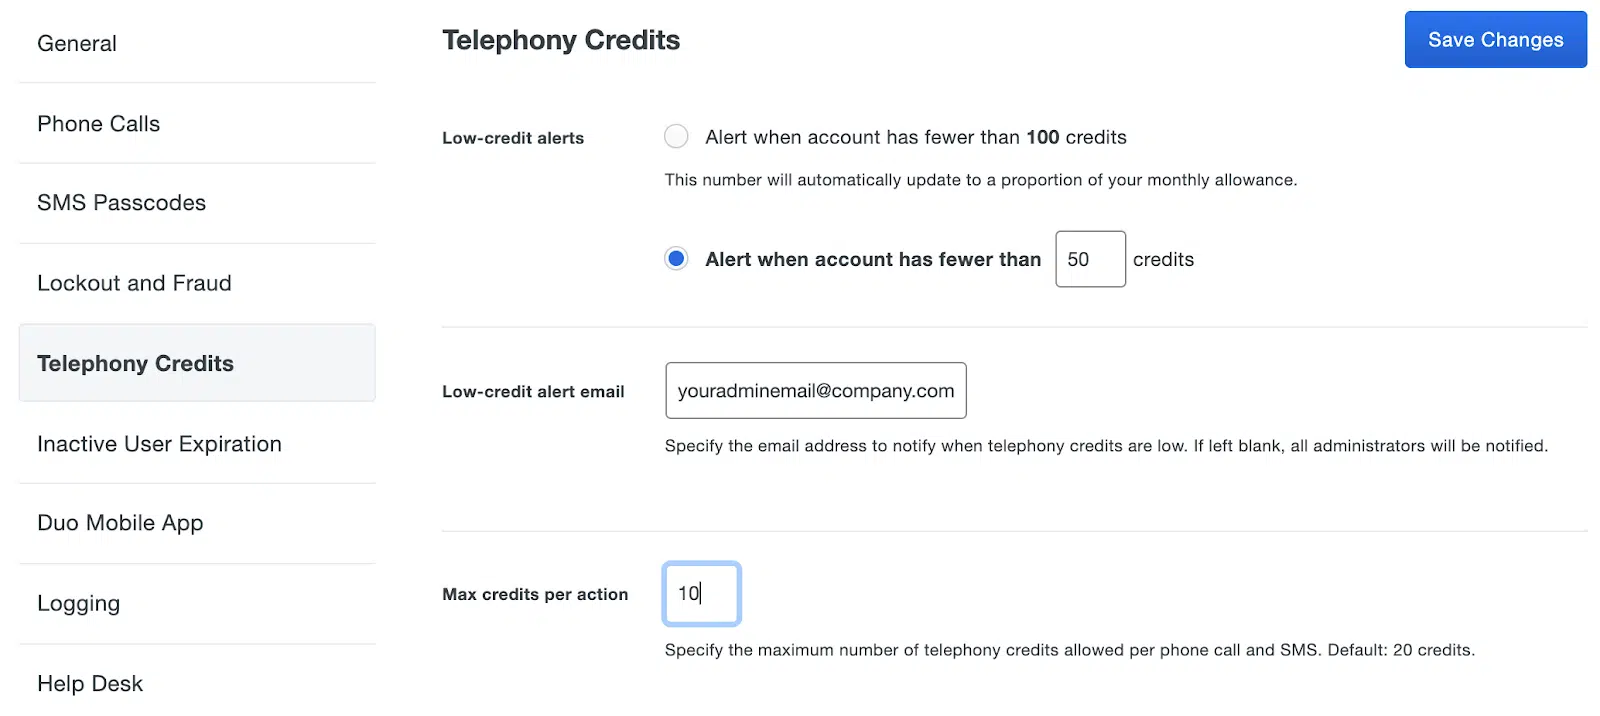 General
Phone Calls
SMS Passcodes
Lockout and Fraud
Telephony Credits
Inactive User Expiration
Duo Mobile App
Logging
Help Desk
Telephony Credits
Save Changes
Low-credit alerts
Alert when account has fewer than 100 credits
This number will automatically update to a proportion of your monthly allowance.
Alert when account has fewer than 50 credits
Low-credit alert email
youradminemail@company.com
Specify the email address to notify when telephony credits are low. If left blank, all administrators will be notified.
Max credits per action
10
Specify the maximum number of telephony credits allowed per phone call and SMS. Default: 20 credits.